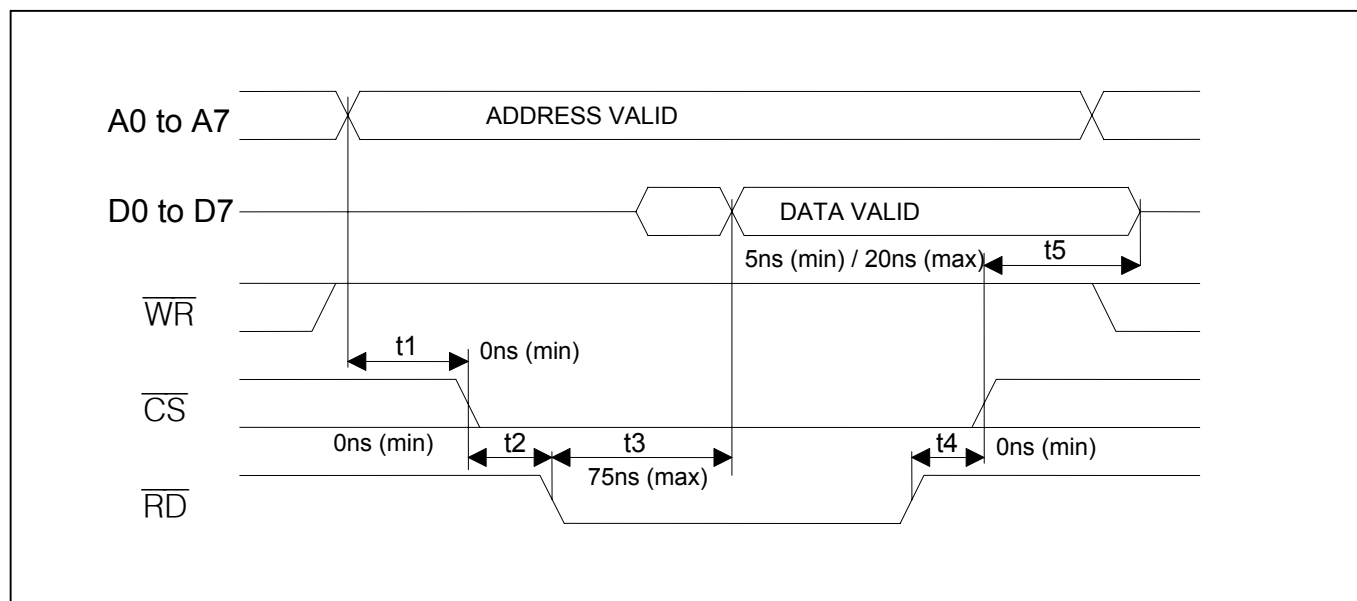 A0 to A7
ADDRESS VALID
D0 to D7
DATA VALID
5ns (min) / 20ns (max)
t5
WR
t1
0ns (min)
CS
0ns (min)
t2
t3
t4
0ns (min)
75ns (max)
RD